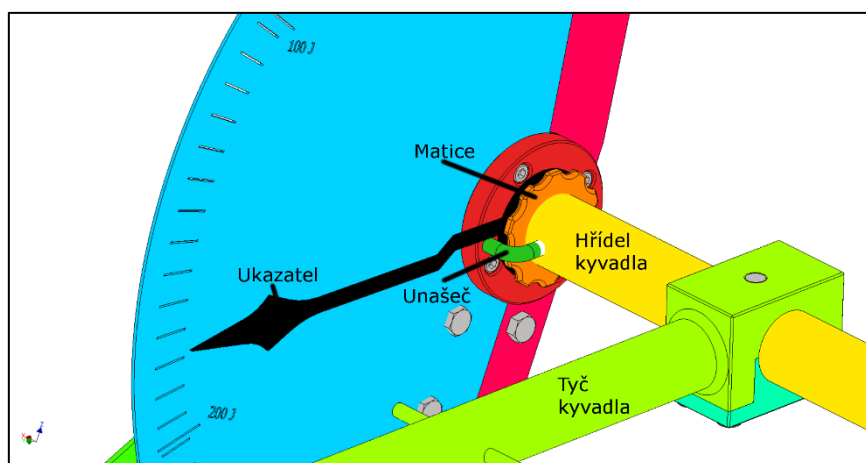 100 J
Matice
Hřídel
kyvadla
Ukazatel
Unašeč
Tyč
kyvadla
200 J